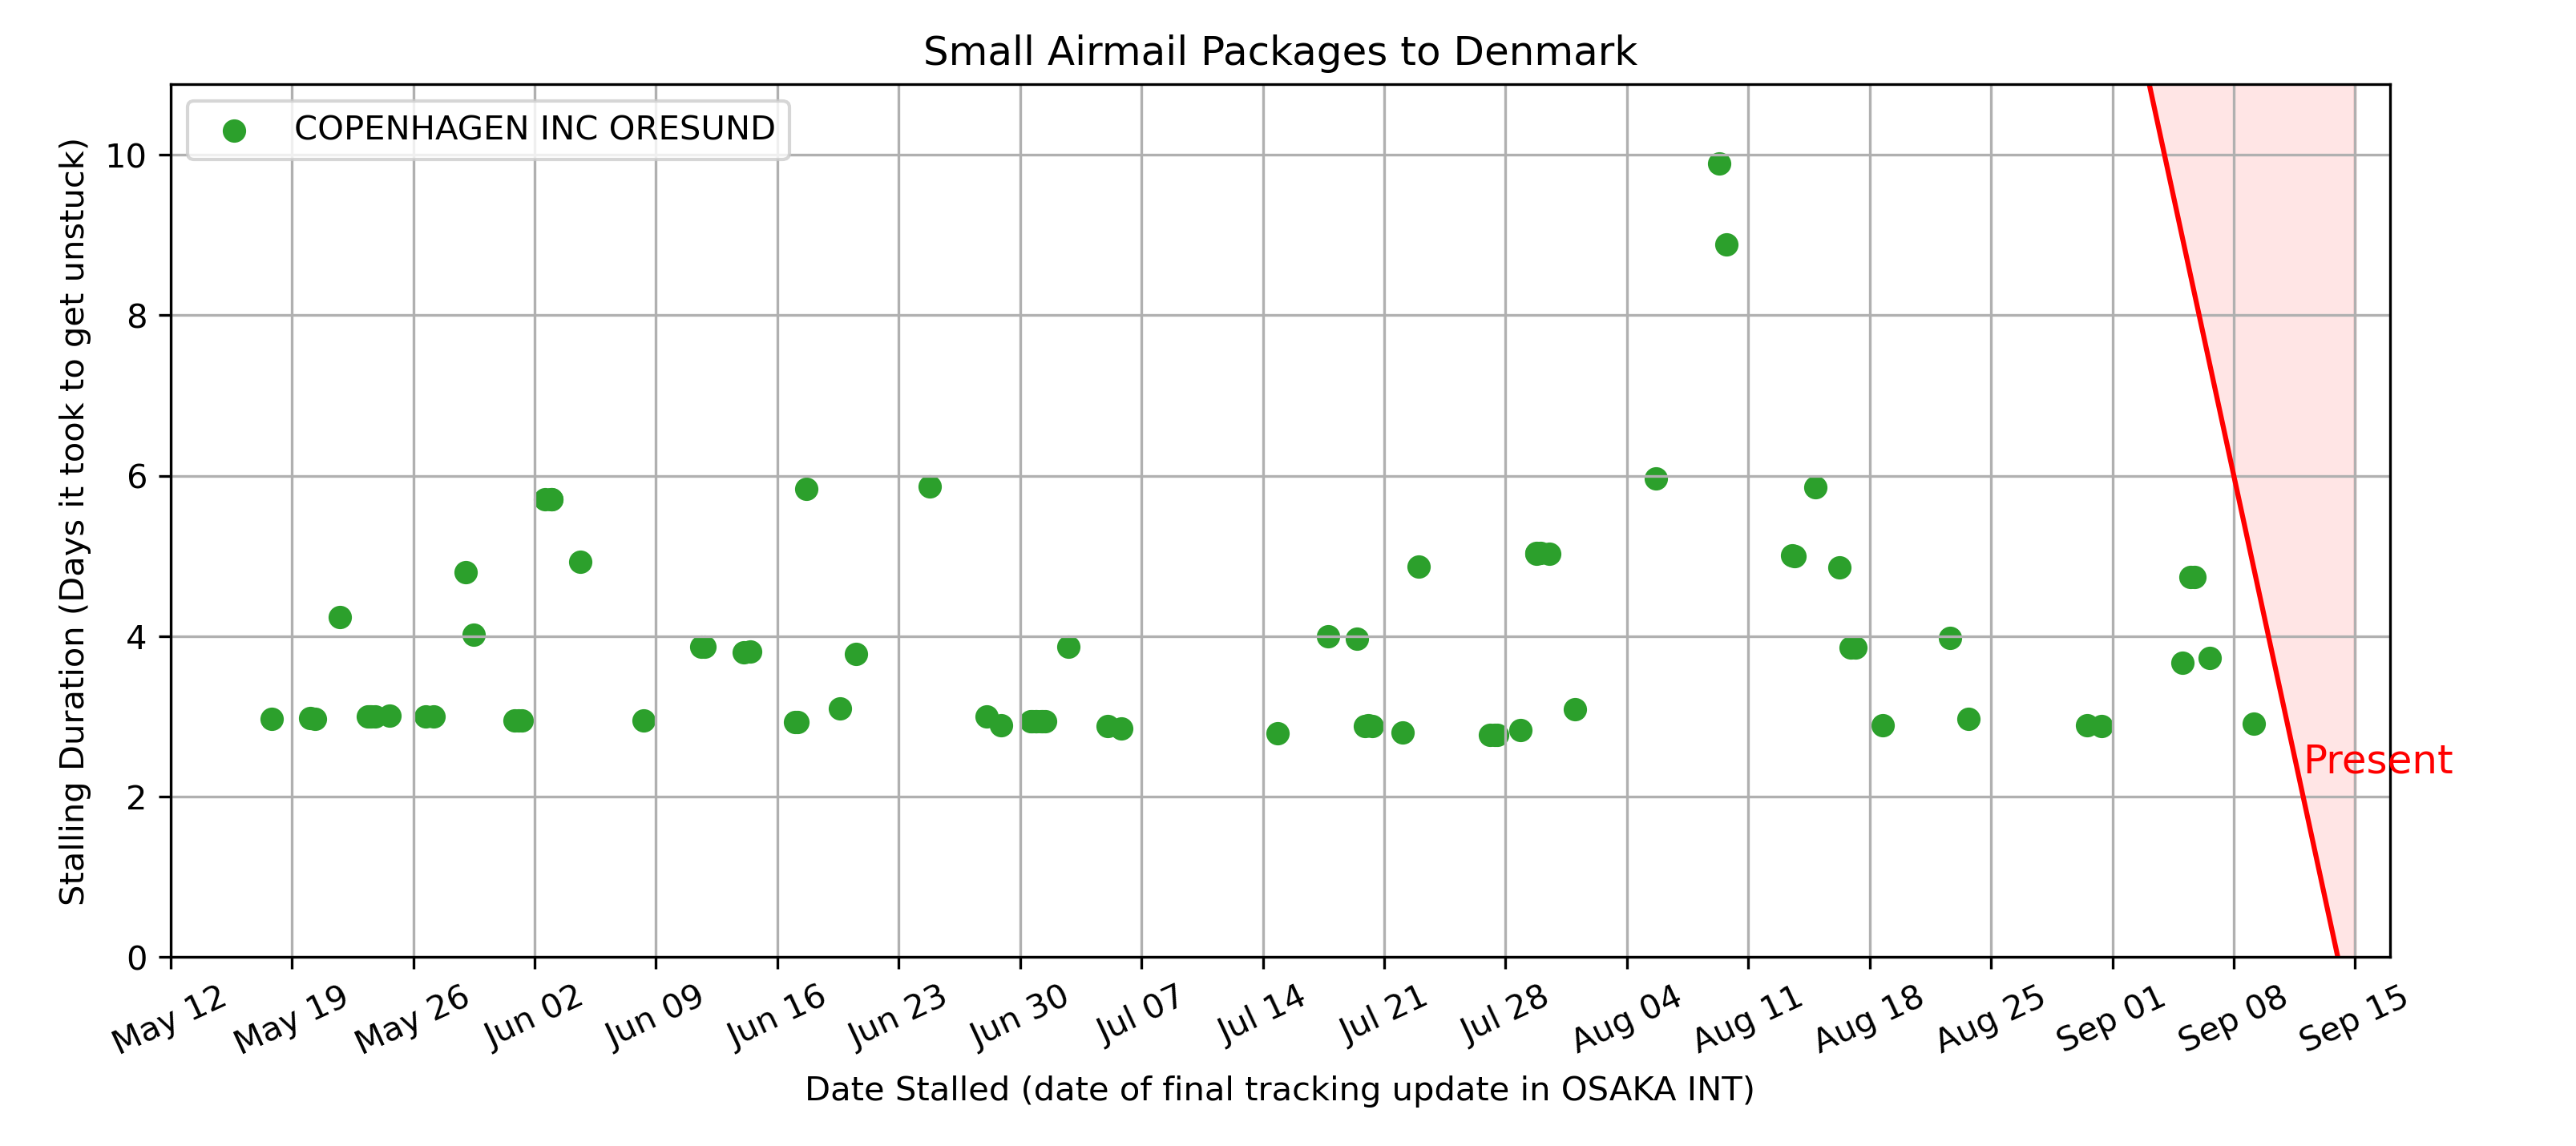 Small Airmail Packages to Denmark
COPENHAGEN INC ORESUND
Stalling Duration (Days it took to get unstuck)
10
8
6
4
2
0
Present
May 12
May 19
May 26
Jun 02
Jun 09
Jun 16
Jun 23
Jun 30
Jul 07
Jul 14
Jul 21
Jul 28
Aug 04
Aug 11
Aug 18
Aug 25
Sep 01
Sep 08
Sep 15
Date Stalled (date of final tracking update in OSAKA INT)